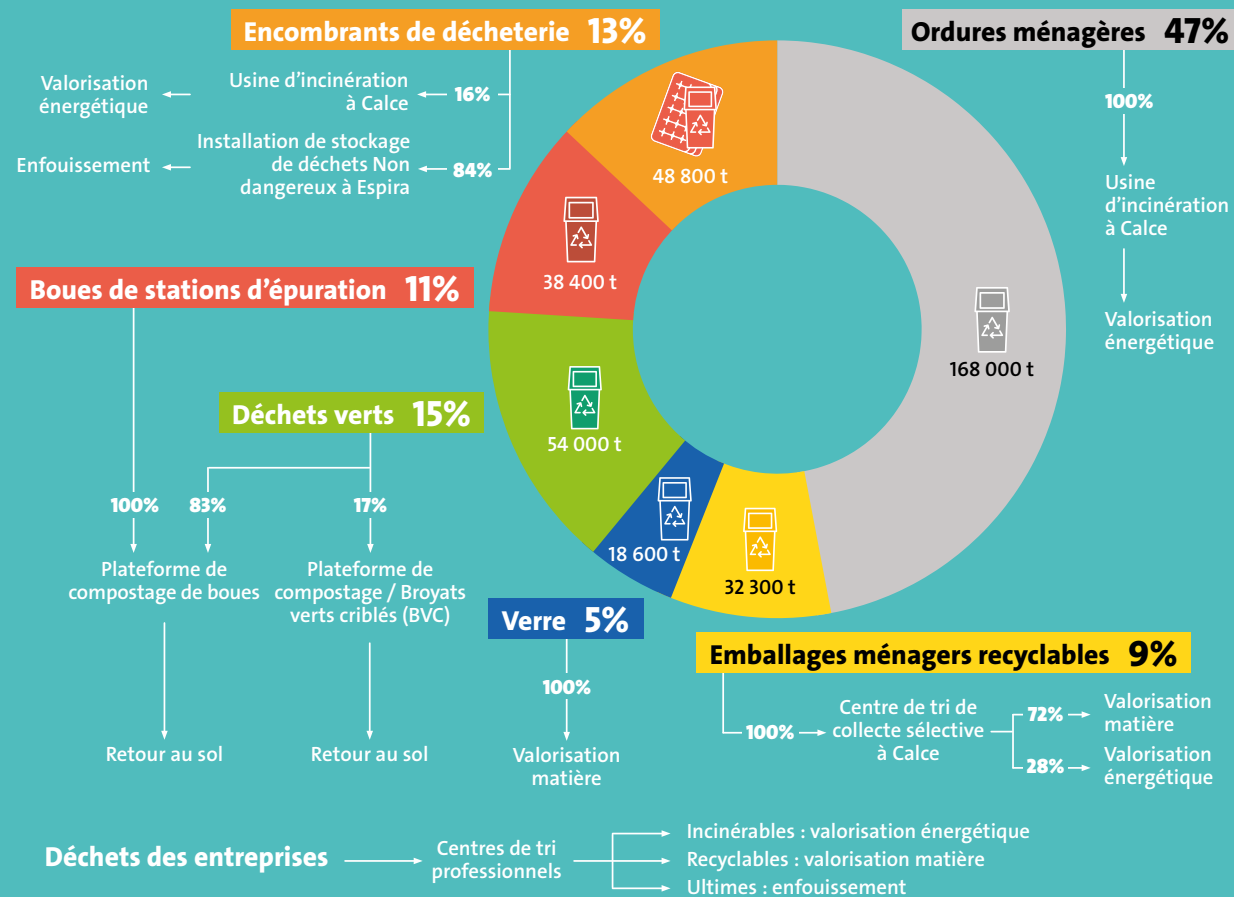 Encombrants de décheterie 13%
Valorisation
énergétique
Usine d'incinération
à Calce
16%
Enfouissement
Installation de stockage
de déchets Non
dangereux à Espira
84%
Ordures ménagères 47%
100%
Usine
d'incinération
à Calce
Valorisation
énergétique
48 800 t
38 400 t
54 000 t
18 600 t
32 300 t
168 000 t
Boues de stations d'épuration 11%
Déchets verts 15%
100%
83%
17%
Plateforme de
compostage de boues
Plateforme de
compostage / Broyats
verts criblés (BVC)
Retour au sol
Retour au sol
Verre 5%
100%
Valorisation
matière
Emballages ménagers recyclables 9%
100%
Centre de tri de
collecte sélective
à Calce
72%
Valorisation
matière
28%
Valorisation
énergétique
Déchets des entreprises
Centres de tri
professionnels
Incinérables : valorisation énergétique
Recyclables : valorisation matière
Ultimes : enfouissement